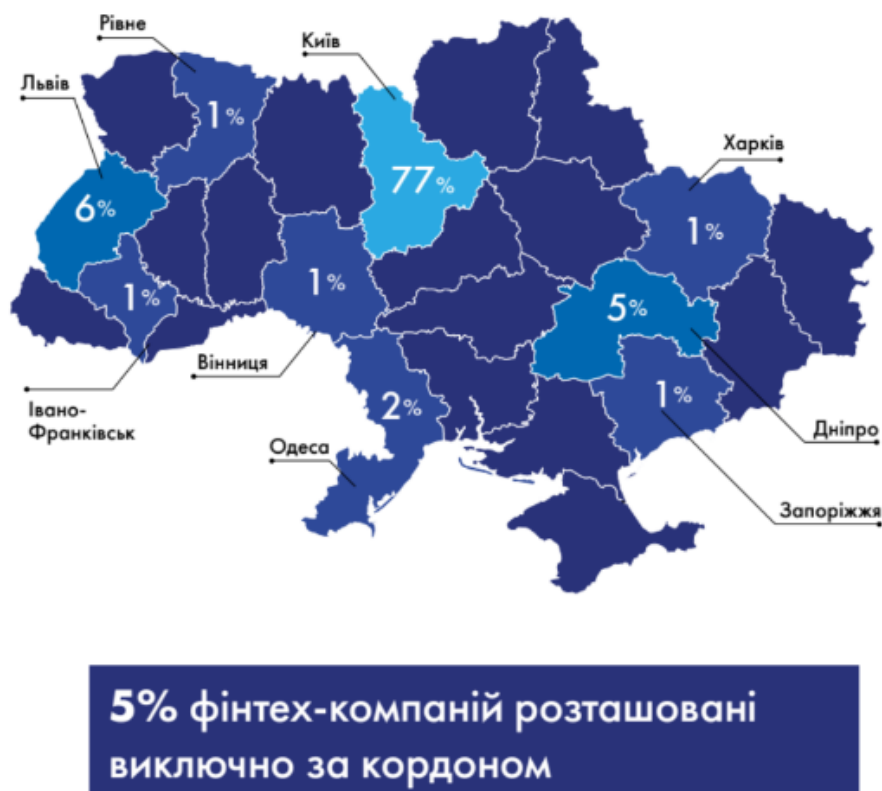 Рівне
Київ
Львів
1%
Харків
77%
6%
1%
1%
1%
5%
Вінниця
1%
Івано-
Франківськ
2%
Дніпро
Одеса
Запоріжжя
5% фінтех-компаній розташовані
виключно за кордоном